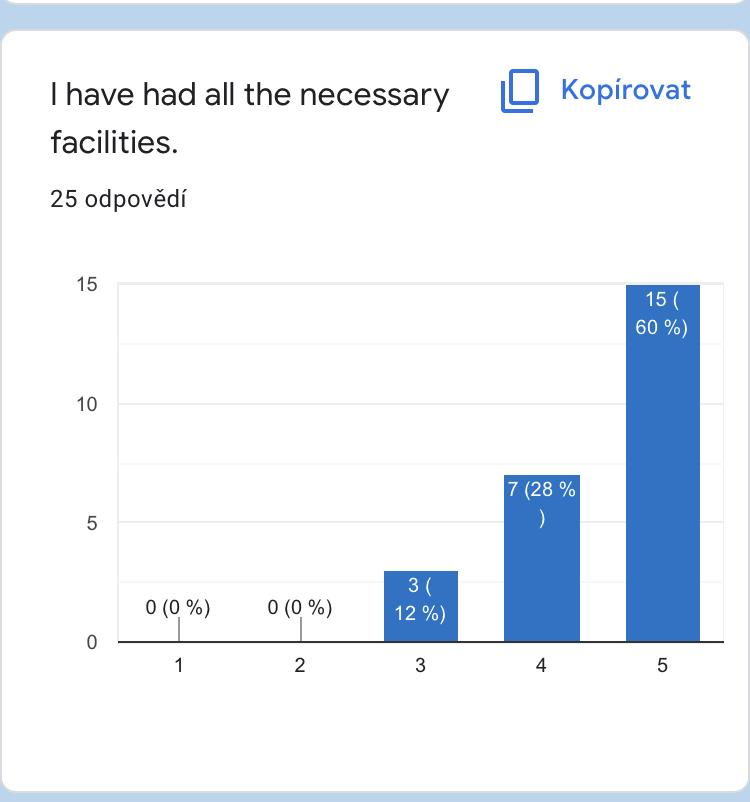 I have had all the necessary
facilities.
Kopírovat
25 odpovědí
15
10
5
0
0 (0 %)
0 (0 %)
3 (
12 %)
7 (28 %
)
15 (
60 %)
1
2
3
4
5